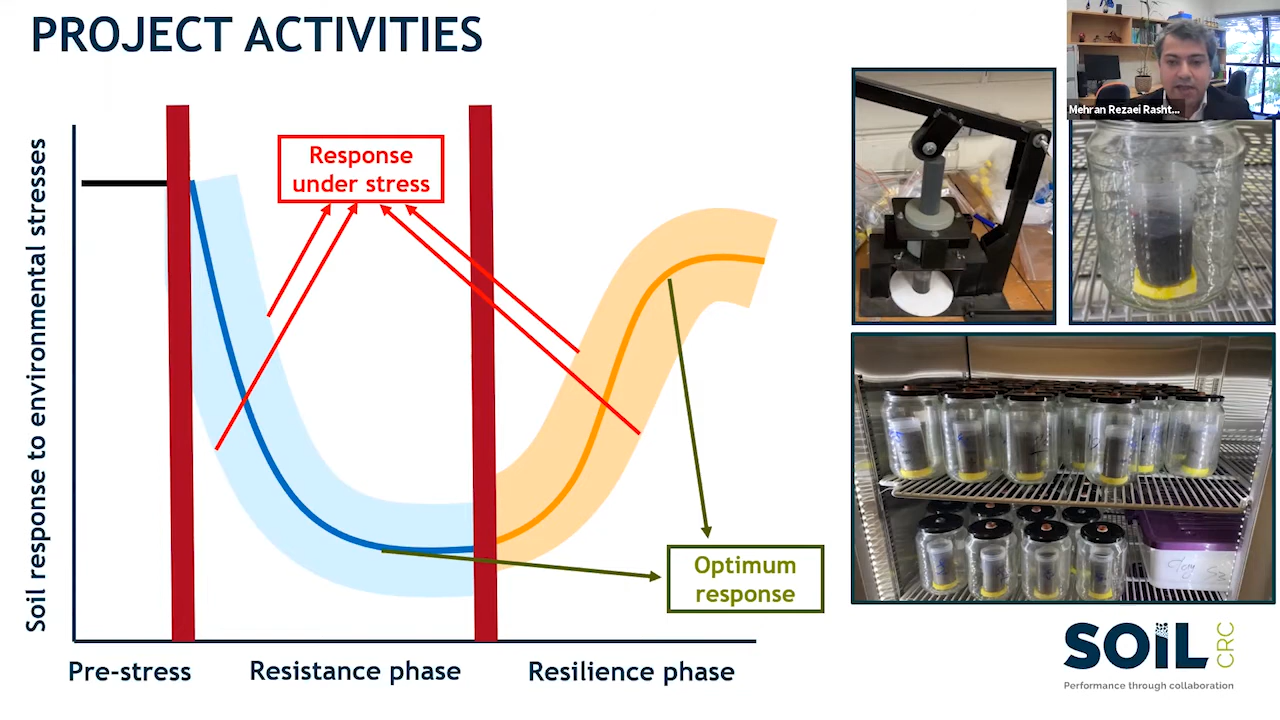 PROJECT ACTIVITIES
Mehran Rezaei Rasht...
Soil response to environmental stresses
Response
under stress
Optimum
response
Pre-stress
Resistance phase
Resilience phase
SOiL
CRC
Performance through collaboration